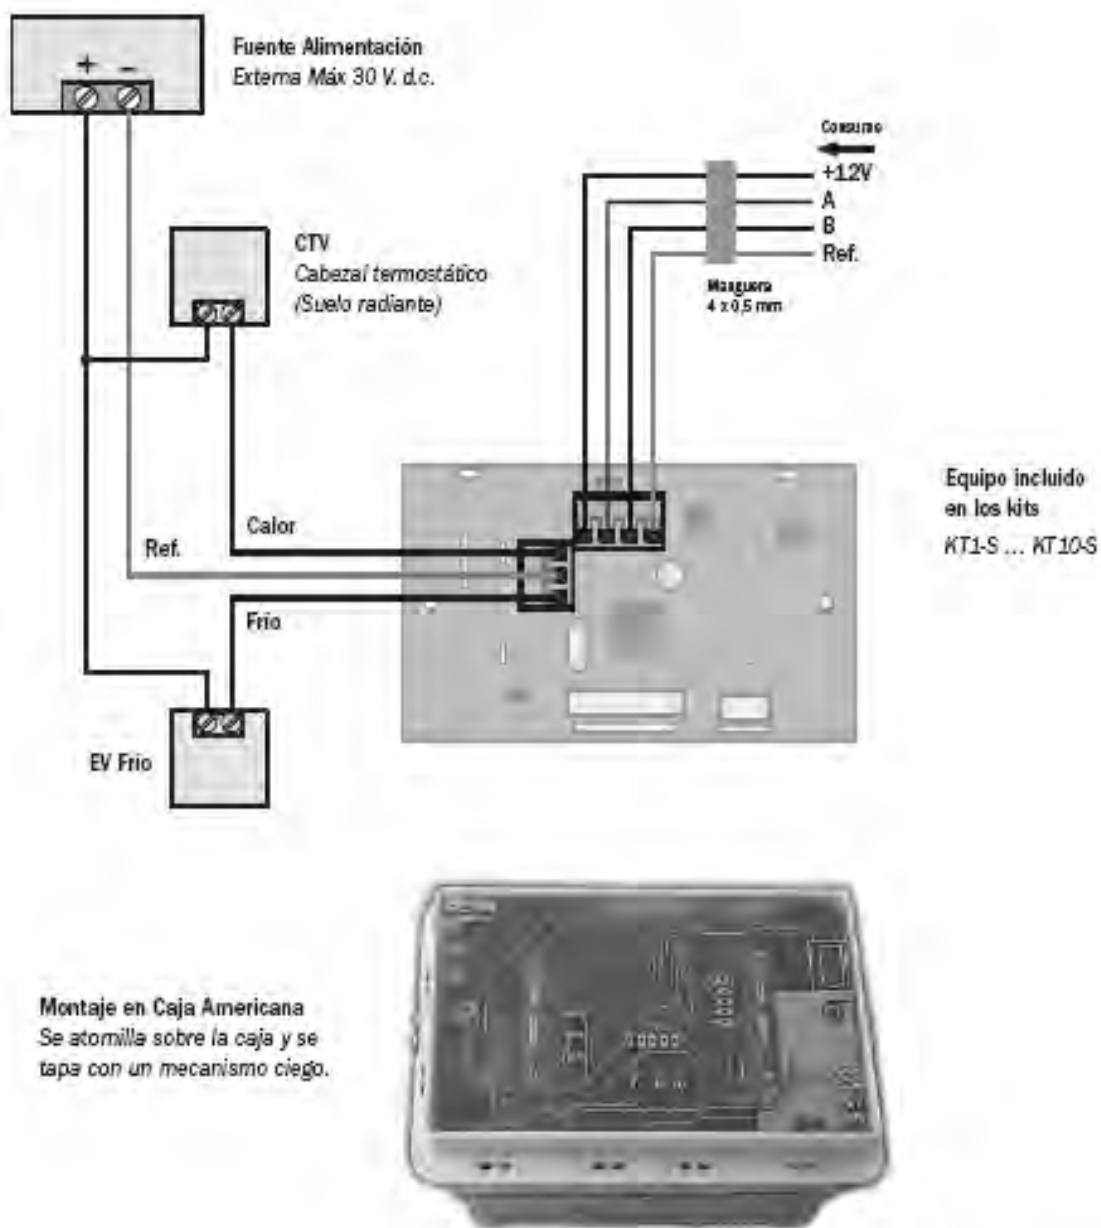 Fuente Alimentación
Externa Máx 30 V. d.c.
+ -
Consumo
+12V
A
B
Ref.
Manguera
4 x 0,5 mm
CTV
Cabezal termostático
(Suelo radiante)
Equipo incluido
en los kits
KT1-S ... KT10-S
Calor
Ref.
Frío
EV Frio
Montaje en Caja Americana
Se atornilla sobre la caja y se
tapa con un mecanismo ciego.